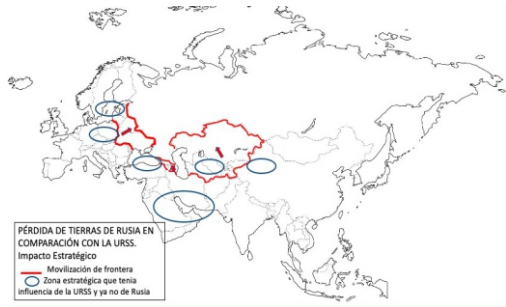 PÉRDIDA DE TIERRAS DE RUSIA EN
COMPARACIÓN CON LA URSS.
Impacto Estratégico
Movilización de frontera
Zona estratégica que tenia
influencia de la URSS y ya no de Rusia